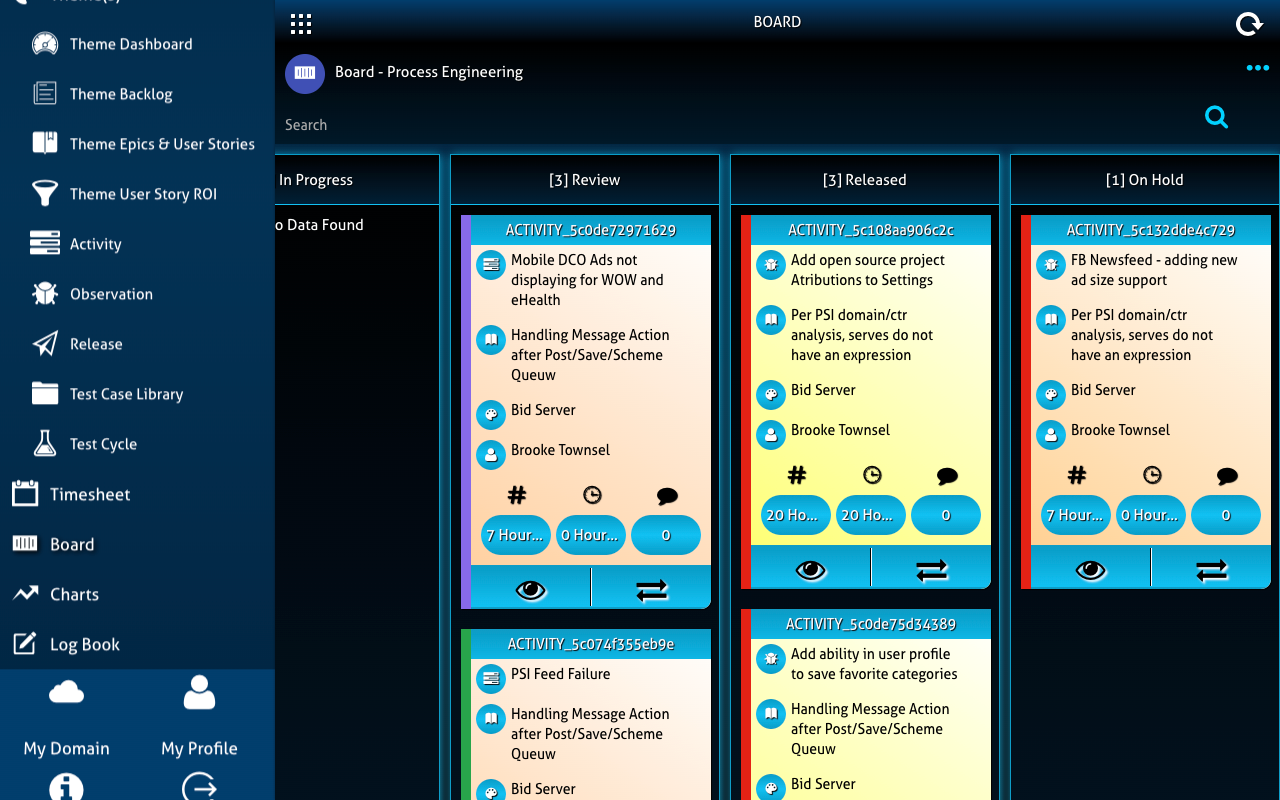 Theme Dashboard
Theme Backlog
Theme Epics & User Stories
Theme User Story ROI
Activity
Observation
Release
Test Case Library
Test Cycle
Timesheet
Board
Charts
Log Book
My Domain
My Profile
BOARD
Board - Process Engineering
Search
In Progress
o Data Found
[3] Review
ACTIVITY_5c0de72971629
Mobile DCO Ads not
displaying for WOW and
eHealth
Handling Message Action
after Post/Save/Scheme
Queuw
Bid Server
Brooke Townsel
7 Hour...
0 Hour...
0
ACTIVITY_5c074f355eb9e
PSI Feed Failure
Handling Message Action
after Post/Save/Scheme
Queuw
Bid Server
[3] Released
ACTIVITY_5c108aa906c2c
Add open source project
Atributions to Settings
Per PSI domain/ctr
analysis, serves do not
have an expression
Bid Server
Brooke Townsel
20 Ho...
20 Ho...
0
ACTIVITY_5c0de75d34389
Add ability in user profile
to save favorite categories
Handling Message Action
after Post/Save/Scheme
Queuw
Bid Server
[1] On Hold
ACTIVITY_5c132dde4c729
FB Newsfeed - adding new
ad size support
Per PSI domain/ctr
analysis, serves do not
have an expression
Bid Server
Brooke Townsel
7 Hour...
0 Hour...
0